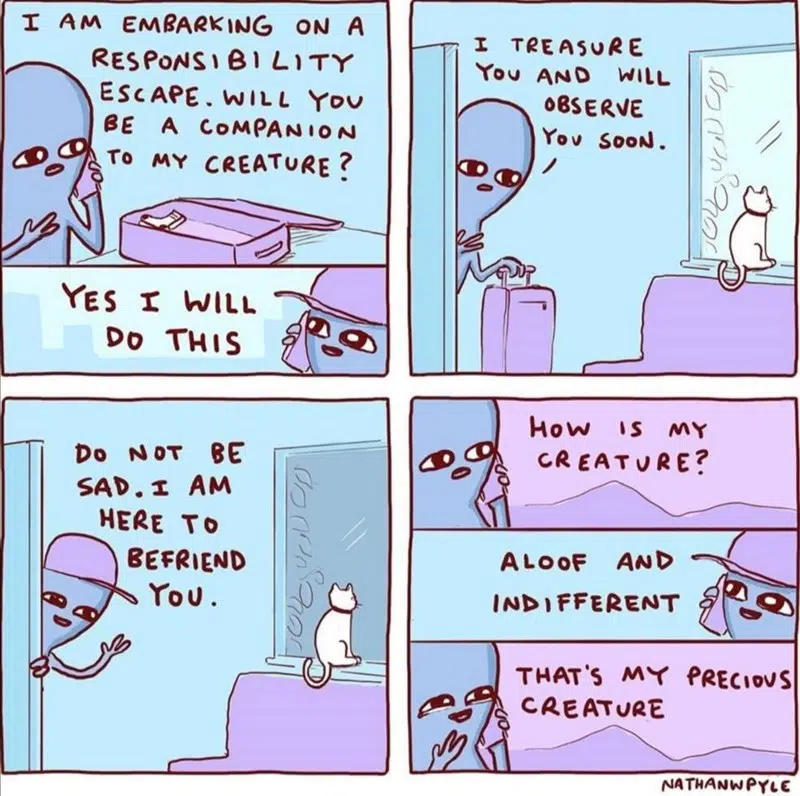 I AM EMBARKING ON A
RESPONSIBILITY
ESCAPE. WILL YOU
BE A COMPANION
TO MY CREATURE?
YES I WILL
DO THIS
I TREASURE
YOU AND WILL
OBSERVE
YOU SOON.
DO NOT BE
SAD. I AM
HERE TO
BEFRIEND
YOU.
HOW IS MY
CREATURE?
ALOOF AND
INDIFFERENT
THAT'S MY PRECIOUS
CREATURE
NATHANWPYLE